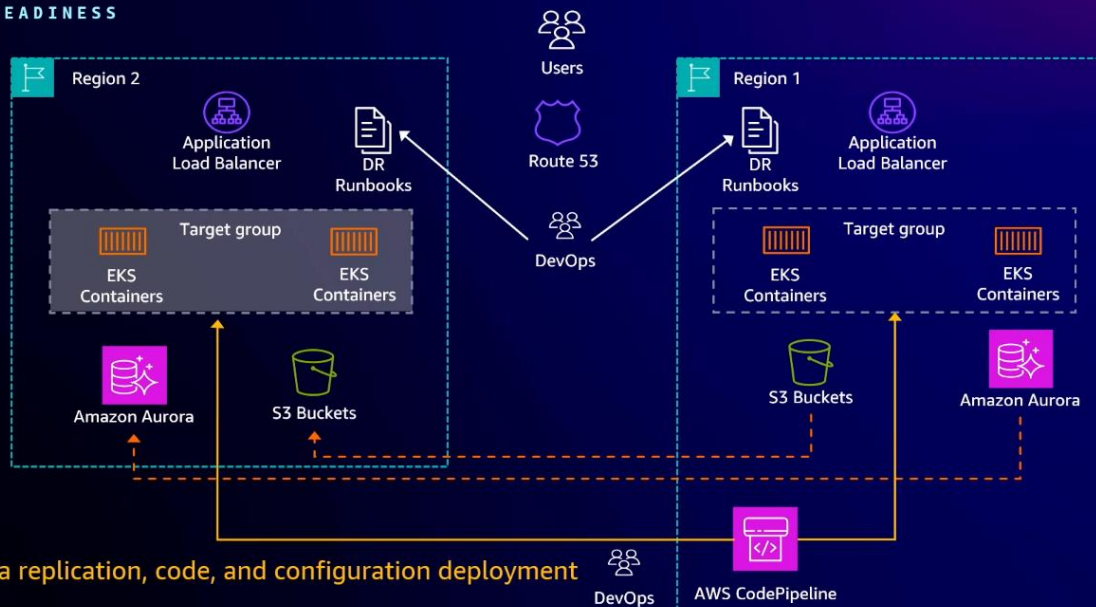 EADINESS
Users
Region 2
Region 1
Application
Load Balancer
DR
Runbooks
Route 53
DR
Runbooks
Application
Load Balancer
Target group
EKS
Containers
EKS
Containers
DevOps
Target group
EKS
Containers
EKS
Containers
Amazon Aurora
S3 Buckets
S3 Buckets
Amazon Aurora
a replication, code, and configuration deployment
DevOps
AWS CodePipeline